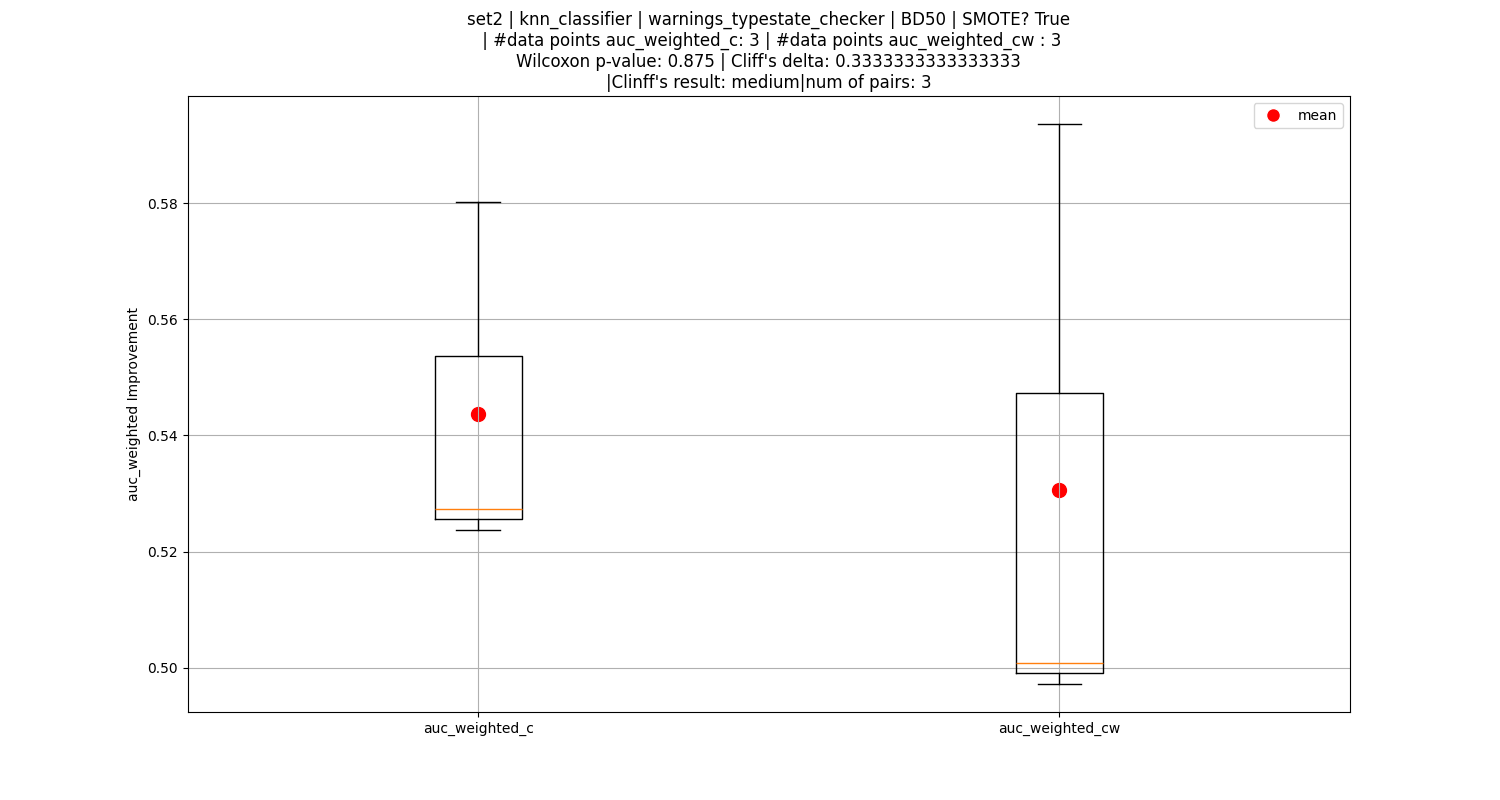 set2 | knn_classifier | warnings_typestate_checker | BD50 | SMOTE? True
| #data points auc_weighted_c: 3 | #data points auc_weighted_cw : 3
Wilcoxon p-value: 0.875 | Cliff's delta: 0.3333333333333333
|Clinff's result: medium|num of pairs: 3
mean
0.58
0.56
0.54
0.52
0.50
auc_weighted Improvement
auc_weighted_c
auc_weighted_cw